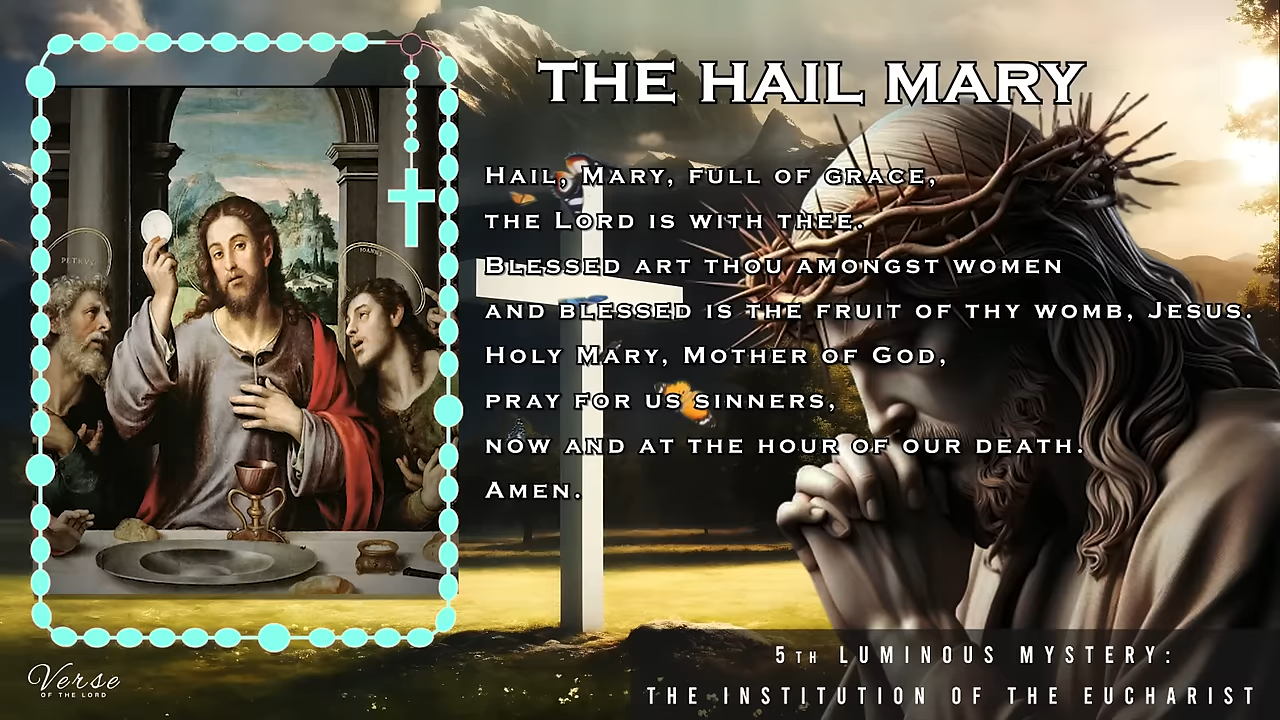 THE HAIL MARY
HAIL, MARY, FULL OF GRACE,
THE LORD IS WITH THEE.
BLESSED ART THOU AMONGST WOMEN
AND BLESSED IS THE FRUIT OF THY WOMB, JESUS.
HOLY MARY, MOTHER OF GOD,
PRAY FOR US SINNERS,
NOW AND AT THE HOUR OF OUR DEATH.
AMEN.
PETRVS
IOANNE
5TH LUMINOUS MYSTERY:
THE INSTITUTION OF THE EUCHARIST
Verse
OF THE LORD